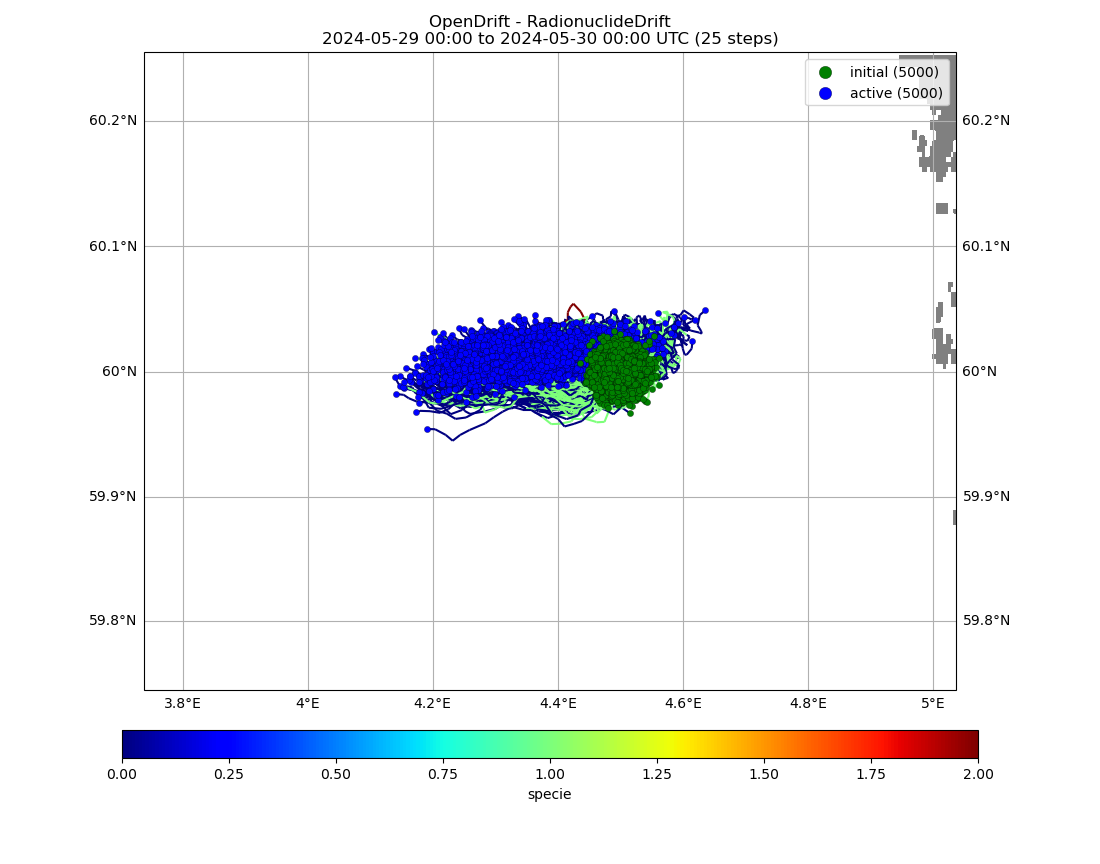 OpenDrift - RadionuclideDrift
2024-05-29 00:00 to 2024-05-30 00:00 UTC (25 steps)
initial (5000)
active (5000)
60.2°N 60.2°N
60.1°N 60.1°N
60°N 60°N
59.9°N 59.9°N
59.8°N 59.8°N
3.8°E 4°E 4.2°E 4.4°E 4.6°E 4.8°E 5°E
0.00 0.25 0.50 0.75 1.00 1.25 1.50 1.75 2.00
specie